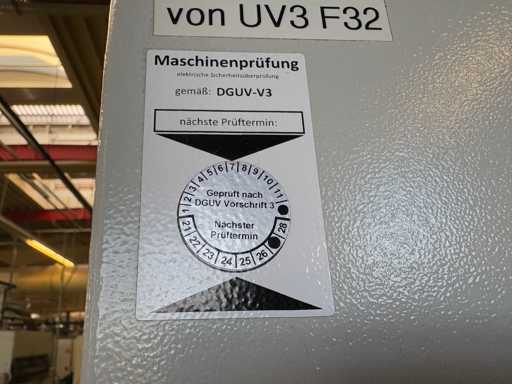 von UV3 F32
Maschinenprüfung
elektrische Sicherheitsüberprüfung
gemäß: DGUV-V3
nächste Prüftermin:
1 2 3 4 5 6 7 8 9 10 11
Geprüft nach
DGUV Vorschrift 3
Nächster
Prüftermin
21 22 23 24 25 26 28